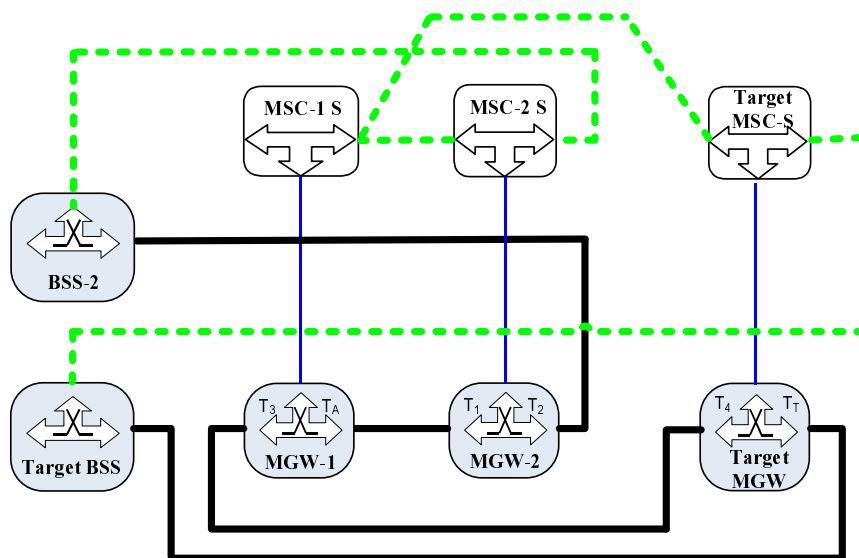 MSC-1 S
MSC-2 S
Target
MSC-S
BSS-2
T3
TA
T1
T2
T4
TT
Target BSS
MGW-1
MGW-2
Target
MGW